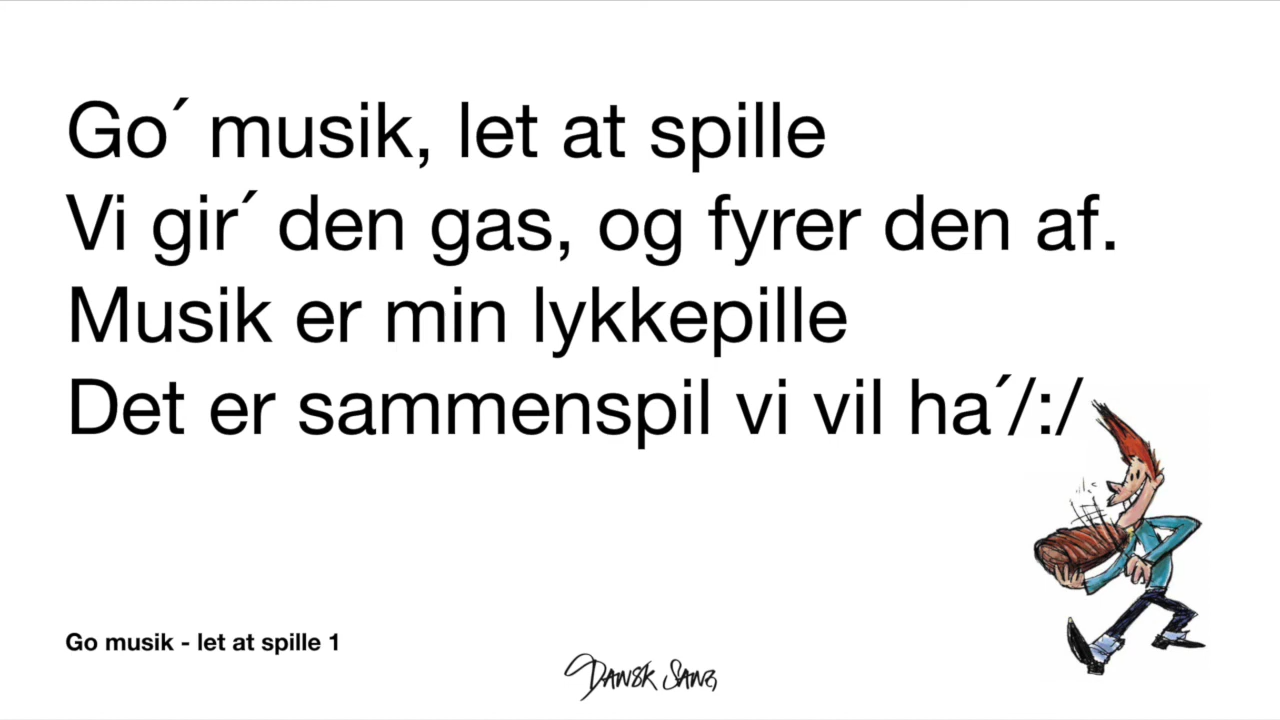 Go´ musik, let at spille
Vi gir´ den gas, og fyrer den af.
Musik er min lykkepille
Det er sammenspil vi vil ha´/:/
Go musik - let at spille 1
DANSK SANG